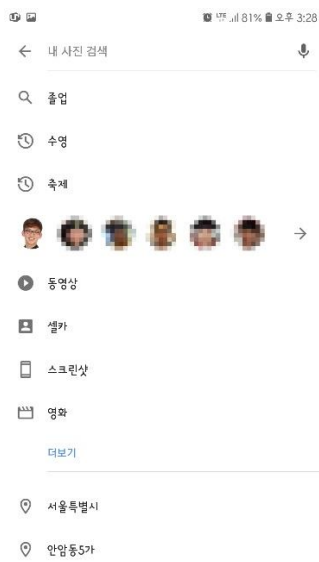 81% 오후 3:28
내 사진 검색
졸업
수영
축제
동영상
셀카
스크린샷
영화
더보기
서울특별시
안암동5가